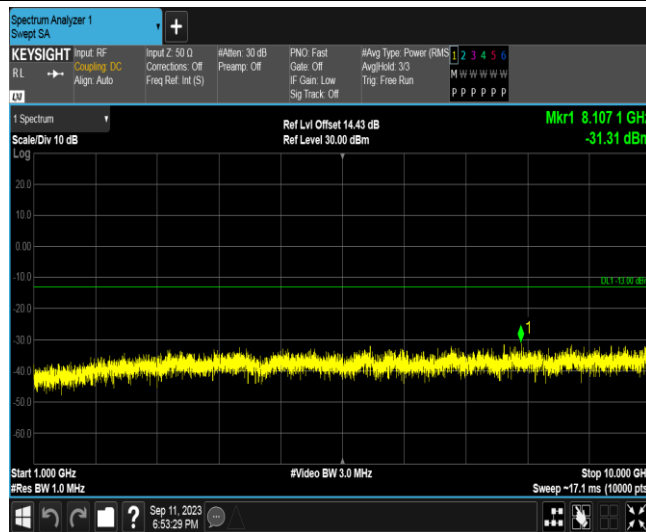 Spectrum Analyzer 1
Swept SA
+
KEYSIGHT
RL
LXI
Input: RF
Coupling: DC
Align: Auto
Input Z: 50 Ω
Corrections: Off
Freq Ref: Int (S)
#Atten: 30 dB
Preamp: Off
PNO: Fast
Gate: Off
IF Gain: Low
Sig Track: Off
#Avg Type: Power (RMS
Avg|Hold: 3/3
Trig: Free Run
1 2 3 4 5 6
M W W W W W
P P P P P P
1 Spectrum
Scale/Div 10 dB
Log
Ref Lvl Offset 14.43 dB
Ref Level 30.00 dBm
Mkr1 8.107 1 GHz
-31.31 dBm
20.0
10.0
0.00
-10.0
DL1 -13.00 dBm
-20.0
1
-30.0
-40.0
-50.0
-60.0
Start 1.000 GHz
#Video BW 3.0 MHz
Stop 10.000 GHz
#Res BW 1.0 MHz
Sweep ~17.1 ms (10000 pts
?
Sep 11, 2023
6:53:29 PM